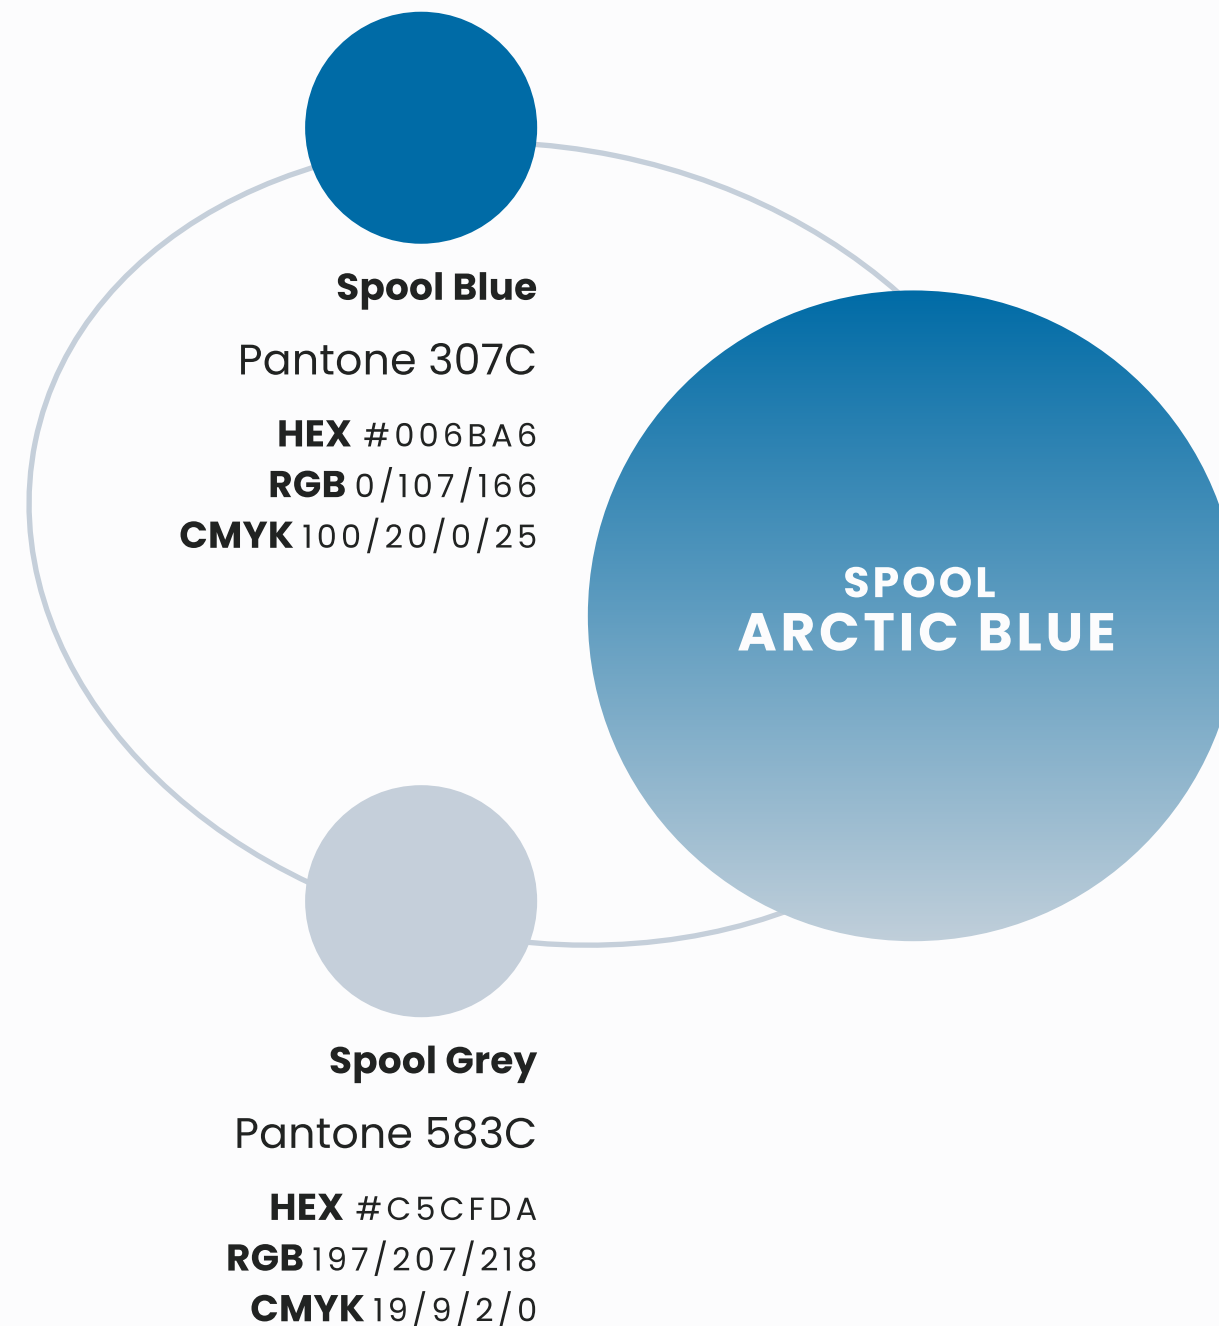 Spool Blue
Pantone 307C
HEX #006BA6
RGB 0/107/166
CMYK 100/20/0/25
SPOOL
ARCTIC BLUE
Spool Grey
Pantone 583C
HEX #C5CFDA
RGB 197/207/218
CMYK 19/9/2/0